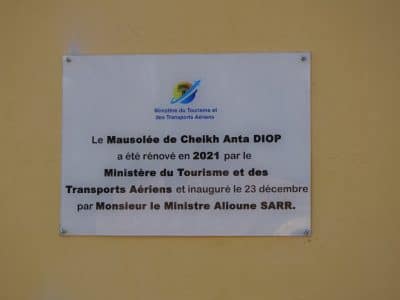 Ministère du Tourisme et
des Transports Aériens
Le Mausolée de Cheikh Anta DIOP
a été rénové en 2021 par le
Ministère du Tourisme et des
Transports Aériens et inauguré le 23 décembre
par Monsieur le Ministre Alioune SARR.